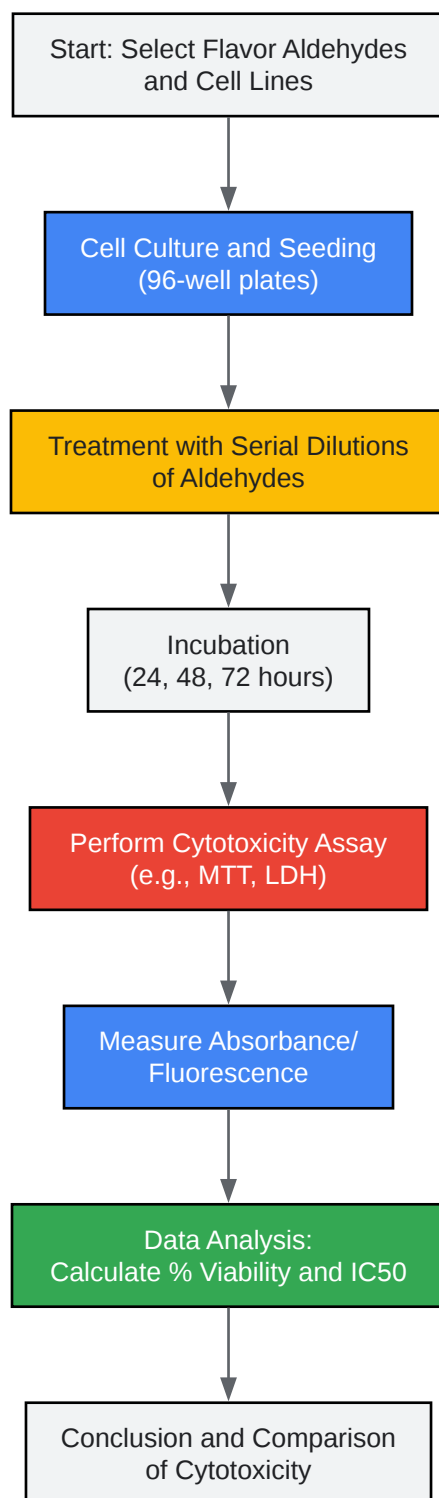 Start: Select Flavor Aldehydes
and Cell Lines
Cell Culture and Seeding
(96-well plates)
Treatment with Serial Dilutions
of Aldehydes
Incubation
(24, 48, 72 hours)
Perform Cytotoxicity Assay
(e.g., MTT, LDH)
Measure Absorbance/
Fluorescence
Data Analysis:
Calculate % Viability and IC50
Conclusion and Comparison
of Cytotoxicity